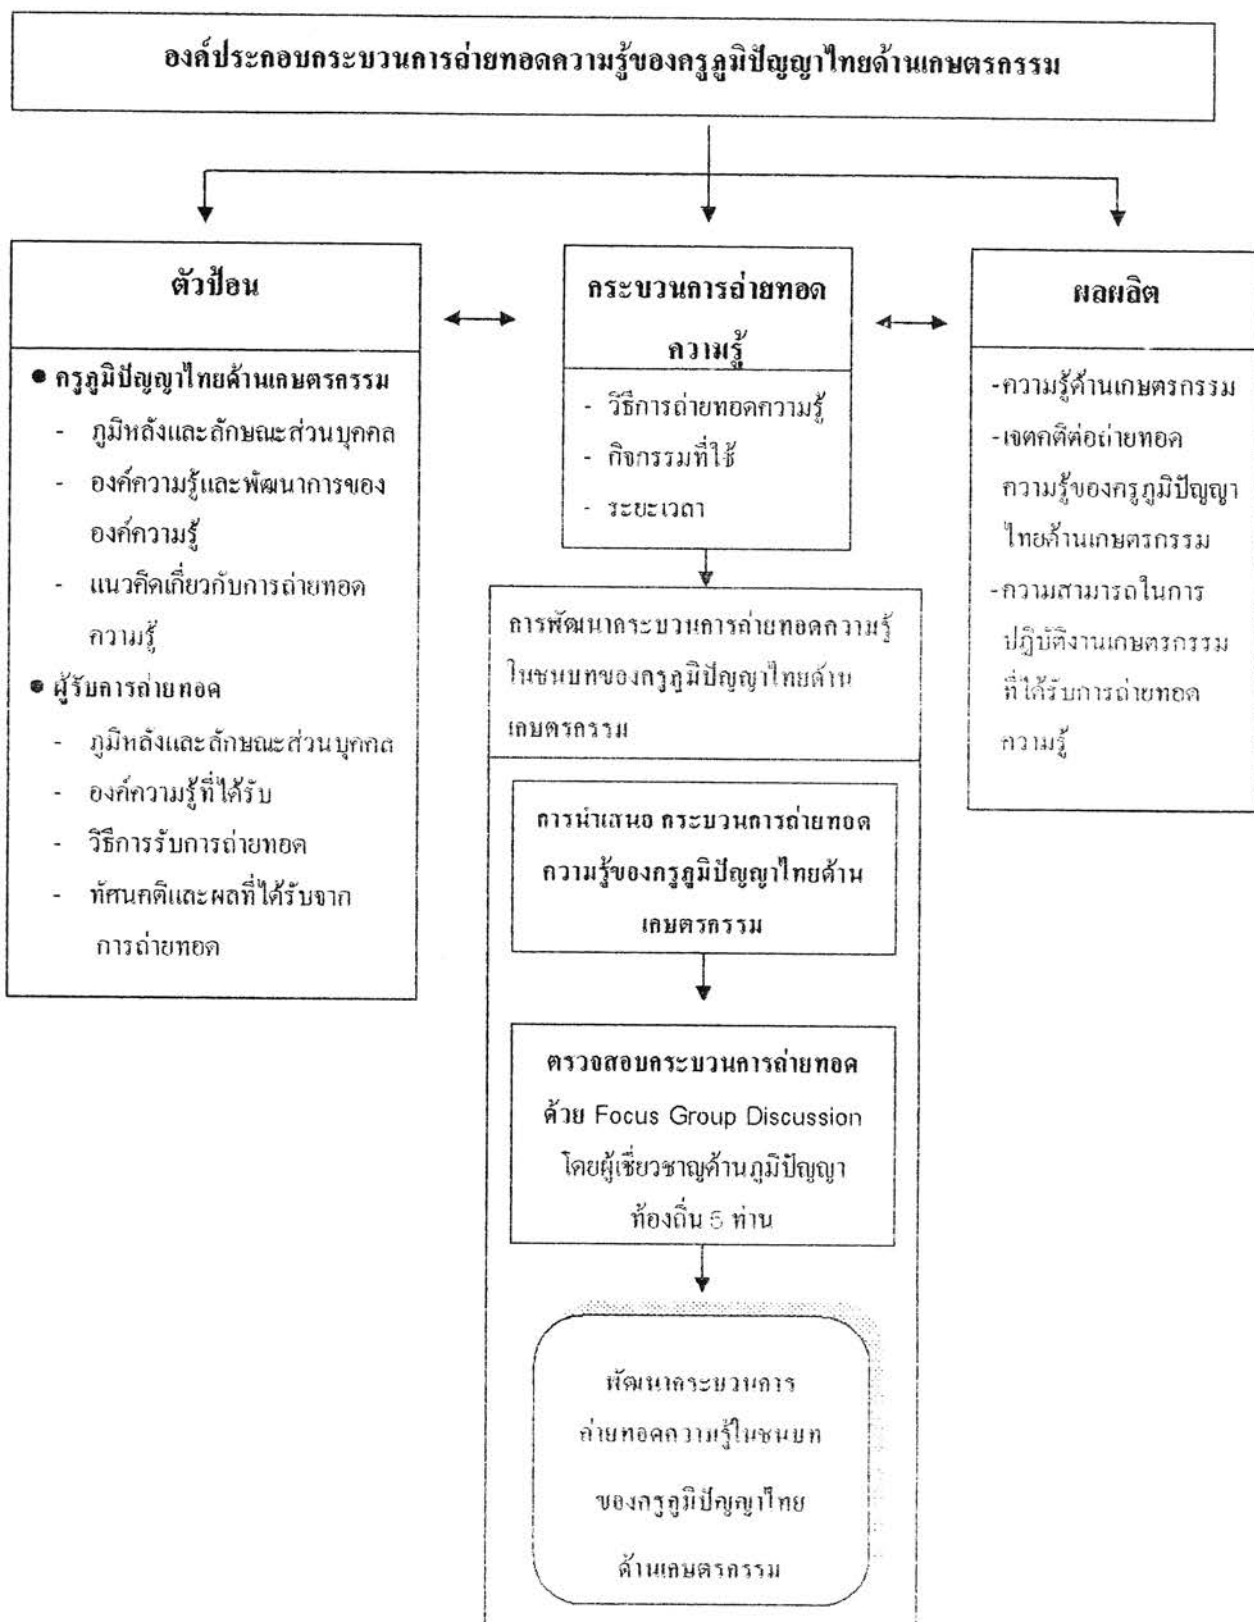 องค์ประกอบกระบวนการถ่ายทอดความรู้ของครูภูมิปัญญาไทยด้านเกษตรกรรม
ตัวป้อน
● ครูภูมิปัญญาไทยด้านเกษตรกรรม
- ภูมิหลังและลักษณะส่วนบุคคล
- องค์ความรู้และพัฒนาการของ
องค์ความรู้
- แนวคิดเกี่ยวกับการถ่ายทอด
ความรู้
● ผู้รับการถ่ายทอด
- ภูมิหลังและลักษณะส่วนบุคคล
- องค์ความรู้ที่ได้รับ
- วิธีการรับการถ่ายทอด
- ทัศนคติและผลที่ได้รับจาก
การถ่ายทอด
กระบวนการถ่ายทอด
ความรู้
- วิธีการถ่ายทอดความรู้
- กิจกรรมที่ใช้
- ระยะเวลา
การพัฒนากระบวนการถ่ายทอดความรู้
ในชนบทของครูภูมิปัญญาไทยด้าน
เกษตรกรรม
การนำเสนอ กระบวนการถ่ายทอด
ความรู้ของครูภูมิปัญญาไทยด้าน
เกษตรกรรม
ตรวจสอบกระบวนการถ่ายทอด
ด้วย Focus Group Discussion
โดยผู้เชี่ยวชาญด้านภูมิปัญญา
ท้องถิ่น 5 ท่าน
พัฒนากระบวนการ
ถ่ายทอดความรู้ในชนบท
ของครูภูมิปัญญาไทย
ด้านเกษตรกรรม
ผลผลิต
-ความรู้ด้านเกษตรกรรม
-เจตคติต่อถ่ายทอด
ความรู้ของครูภูมิปัญญา
ไทยด้านเกษตรกรรม
-ความสามารถในการ
ปฏิบัติงานเกษตรกรรม
ที่ได้รับการถ่ายทอด
ความรู้